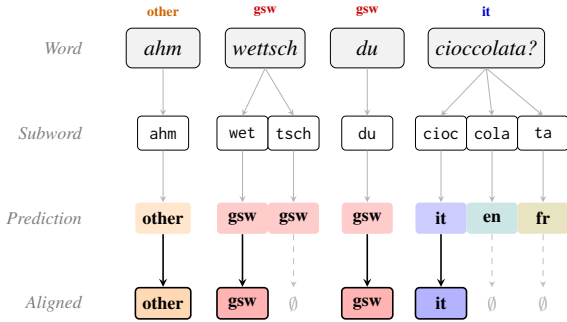 other gsw gsw it
Word ahm wettsch du cioccolata?
Subword ahm wet tsch du cioc cola ta
Prediction other gsw gsw gsw it en fr
Aligned other gsw ∅ gsw it ∅ ∅